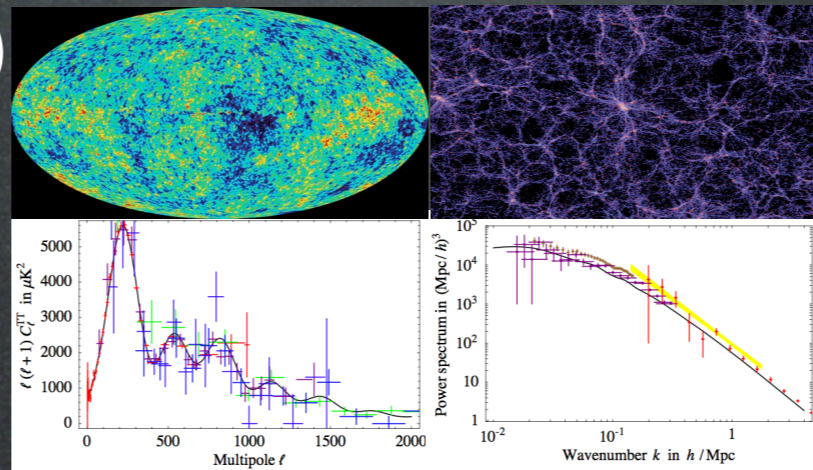 5000
4000
3000
2000
1000
0
ℓ (ℓ + 1) C_ℓ^TT in μK²
0 500 1000 1500 2000
Multipole ℓ
10⁵
10⁴
10³
10²
10
1
Power spectrum in (Mpc/h)³
10⁻² 10⁻¹ 1
Wavenumber k in h / Mpc